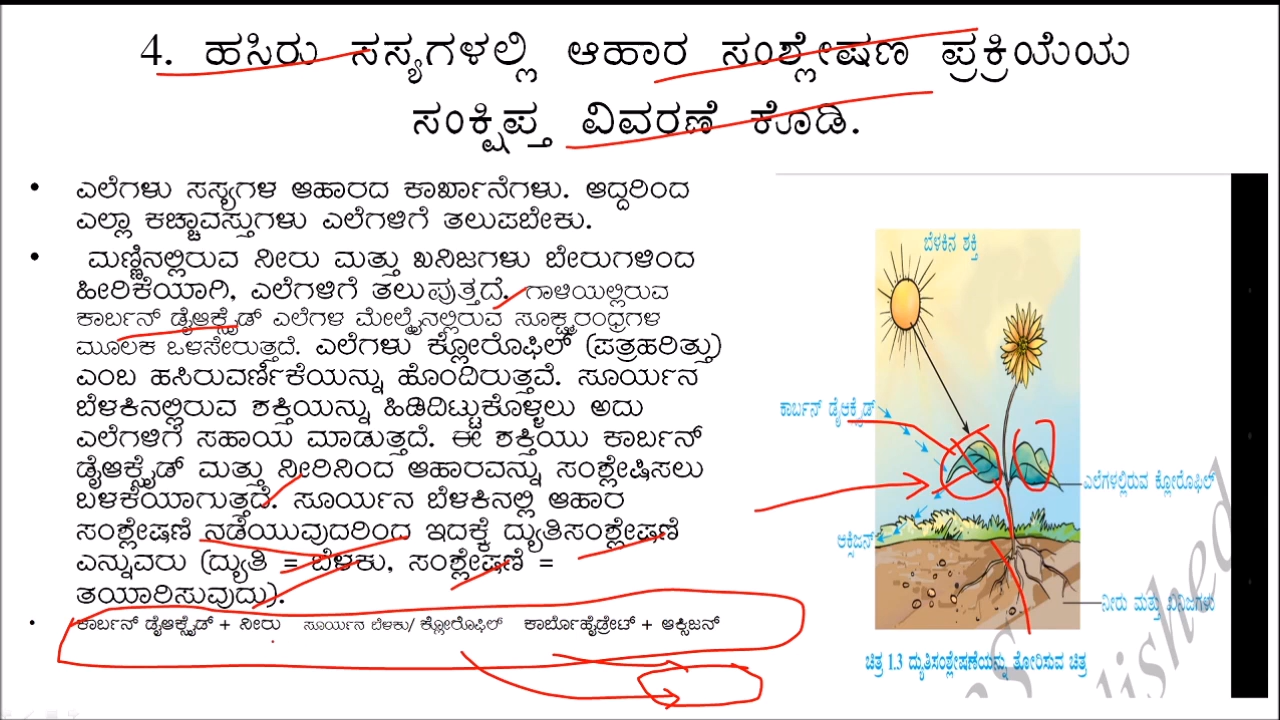 4. ಹಸಿರು ಸಸ್ಯಗಳಲ್ಲಿ ಆಹಾರ ಸಂಶ್ಲೇಷಣ ಪ್ರಕ್ರಿಯೆಯ
ಸಂಕ್ಷಿಪ್ತ ವಿವರಣೆ ಕೊಡಿ.
• ಎಲೆಗಳು ಸಸ್ಯಗಳ ಆಹಾರದ ಕಾರ್ಖಾನೆಗಳು. ಆದ್ದರಿಂದ
ಎಲ್ಲಾ ಕಚ್ಚಾವಸ್ತುಗಳು ಎಲೆಗಳಿಗೆ ತಲುಪಬೇಕು.
• ಮಣ್ಣಿನಲ್ಲಿರುವ ನೀರು ಮತ್ತು ಖನಿಜಗಳು ಬೇರುಗಳಿಂದ
ಹೀರಿಕೆಯಾಗಿ, ಎಲೆಗಳಿಗೆ ತಲುಪುತ್ತದೆ. ಗಾಳಿಯಲ್ಲಿರುವ
ಕಾರ್ಬನ್ ಡೈಆಕ್ಸೈಡ್ ಎಲೆಗಳ ಮೇಲ್ಮೈನಲ್ಲಿರುವ ಸೂಕ್ಷ್ಮರಂಧ್ರಗಳ
ಮೂಲಕ ಒಳಸೇರುತ್ತದೆ. ಎಲೆಗಳು ಕ್ಲೋರೊಫಿಲ್ (ಪತ್ರಹರಿತ್ತು)
ಎಂಬ ಹಸಿರುವರ್ಣಿಕೆಯನ್ನು ಹೊಂದಿರುತ್ತವೆ. ಸೂರ್ಯನ
ಬೆಳಕಿನಲ್ಲಿರುವ ಶಕ್ತಿಯನ್ನು ಹಿಡಿದಿಟ್ಟುಕೊಳ್ಳಲು ಅದು
ಎಲೆಗಳಿಗೆ ಸಹಾಯ ಮಾಡುತ್ತದೆ. ಈ ಶಕ್ತಿಯು ಕಾರ್ಬನ್
ಡೈಆಕ್ಸೈಡ್ ಮತ್ತು ನೀರಿನಿಂದ ಆಹಾರವನ್ನು ಸಂಶ್ಲೇಷಿಸಲು
ಬಳಕೆಯಾಗುತ್ತದೆ. ಸೂರ್ಯನ ಬೆಳಕಿನಲ್ಲಿ ಆಹಾರ
ಸಂಶ್ಲೇಷಣೆ ನಡೆಯುವುದರಿಂದ ಇದಕ್ಕೆ ದ್ಯುತಿಸಂಶ್ಲೇಷಣೆ
ಎನ್ನುವರು (ದ್ಯುತಿ = ಬೆಳಕು, ಸಂಶ್ಲೇಷಣೆ =
ತಯಾರಿಸುವುದು).
• ಕಾರ್ಬನ್ ಡೈಆಕ್ಸೈಡ್ + ನೀರು ಸೂರ್ಯನ ಬೆಳಕು/ ಕ್ಲೋರೊಫಿಲ್ ಕಾರ್ಬೊಹೈಡ್ರೇಟ್ + ಆಕ್ಸಿಜನ್
ಬೆಳಕಿನ ಶಕ್ತಿ
ಕಾರ್ಬನ್ ಡೈಆಕ್ಸೈಡ್
ಎಲೆಗಳಲ್ಲಿರುವ ಕ್ಲೋರೊಫಿಲ್
ಆಕ್ಸಿಜನ್
ನೀರು ಮತ್ತು ಖನಿಜಗಳು
ಚಿತ್ರ 1.3 ದ್ಯುತಿಸಂಶ್ಲೇಷಣೆಯನ್ನು ತೋರಿಸುವ ಚಿತ್ರ